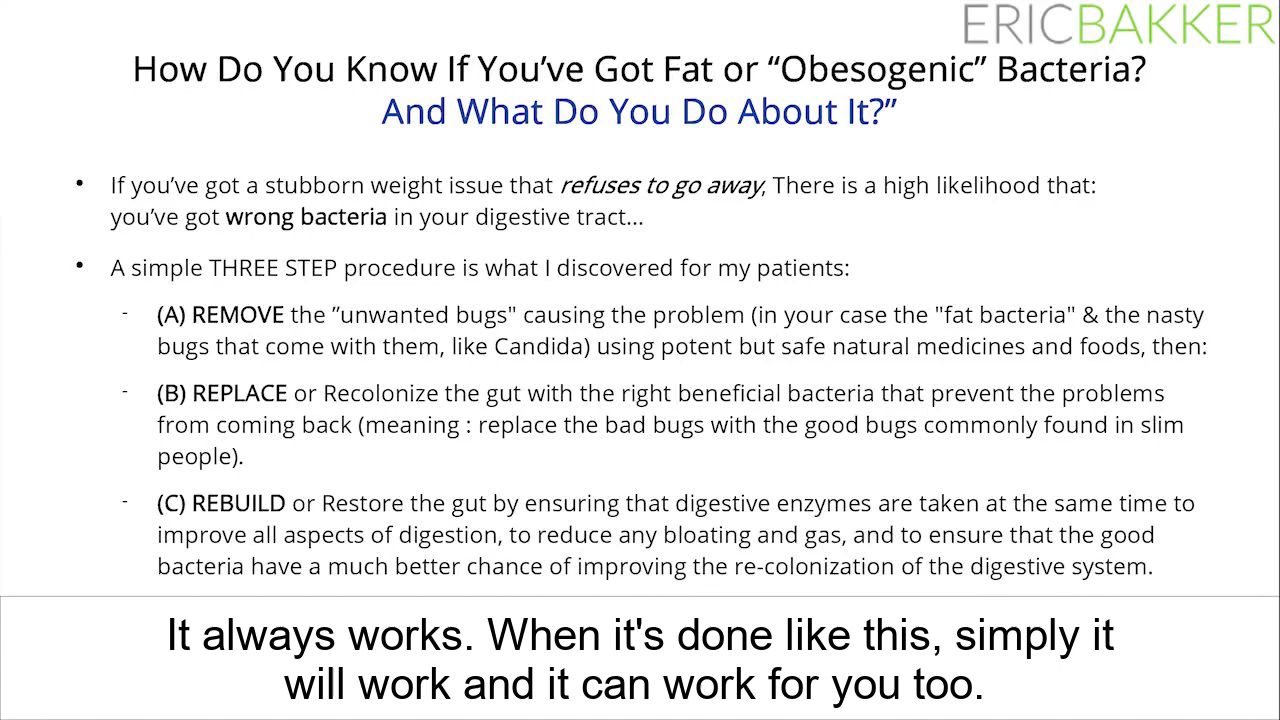 ERICBAKKER
How Do You Know If You’ve Got Fat or “Obesogenic” Bacteria?
And What Do You Do About It?”
• If you’ve got a stubborn weight issue that refuses to go away, There is a high likelihood that:
you’ve got wrong bacteria in your digestive tract...
• A simple THREE STEP procedure is what I discovered for my patients:
- (A) REMOVE the ”unwanted bugs" causing the problem (in your case the "fat bacteria" & the nasty
bugs that come with them, like Candida) using potent but safe natural medicines and foods, then:
- (B) REPLACE or Recolonize the gut with the right beneficial bacteria that prevent the problems
from coming back (meaning : replace the bad bugs with the good bugs commonly found in slim
people).
- (C) REBUILD or Restore the gut by ensuring that digestive enzymes are taken at the same time to
improve all aspects of digestion, to reduce any bloating and gas, and to ensure that the good
bacteria have a much better chance of improving the re-colonization of the digestive system.
It always works. When it's done like this, simply it
will work and it can work for you too.